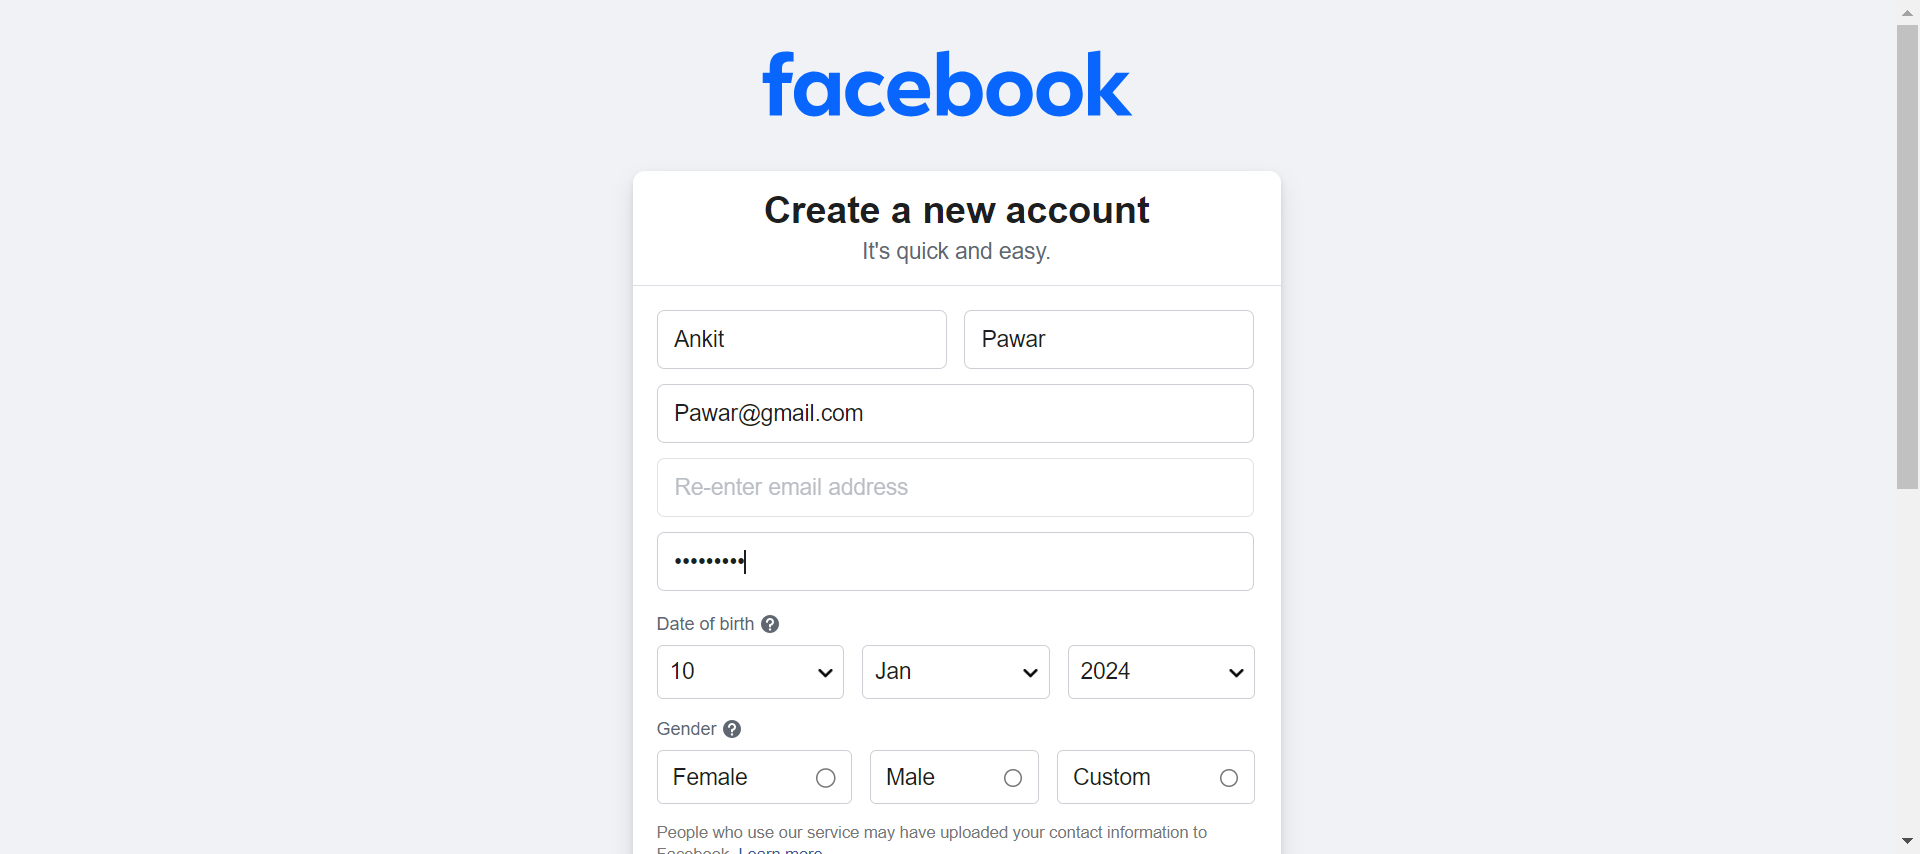 facebook
Create a new account
It's quick and easy.
Ankit Pawar
Pawar@gmail.com
Re-enter email address
•••••••••
Date of birth ?
10 Jan 2024
Gender ?
Female Male Custom
People who use our service may have uploaded your contact information to
Facebook. Learn more